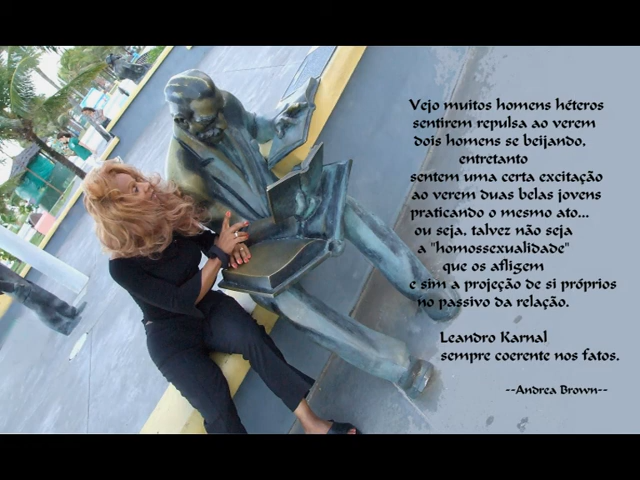 Vejo muitos homens héteros
sentirem repulsa ao verem
dois homens se beijando,
entretanto
sentem uma certa excitação
ao verem duas belas jovens
praticando o mesmo ato...
ou seja, talvez não seja
a "homossexualidade"
que os afligem
e sim a projeção de si próprios
no passivo da relação.
Leandro Karnal
sempre coerente nos fatos.
--Andrea Brown--